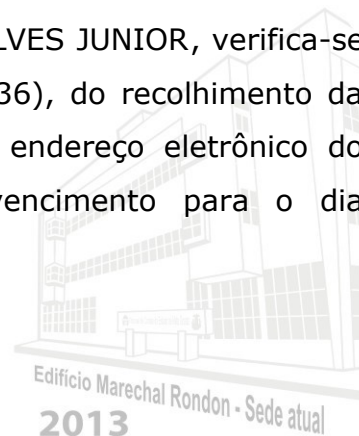 LVES JUNIOR, verifica-se
36), do recolhimento da
endereço eletrônico do
vencimento para o dia
Edifício Marechal Rondon - Sede atual
2013